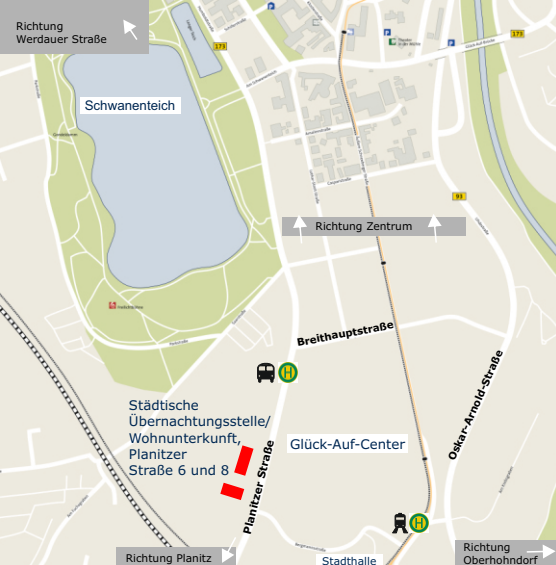 Richtung
Werdauer Straße
Schwanenteich
173
173
93
Richtung Zentrum
Breithauptstraße
H
Städtische
Übernachtungsstelle/
Wohnunterkunft,
Planitzer
Straße 6 und 8
Glück-Auf-Center
Planitzer Straße
Oskar-Arnold-Straße
H
Richtung Planitz
Stadthalle
Richtung
Oberhohndorf